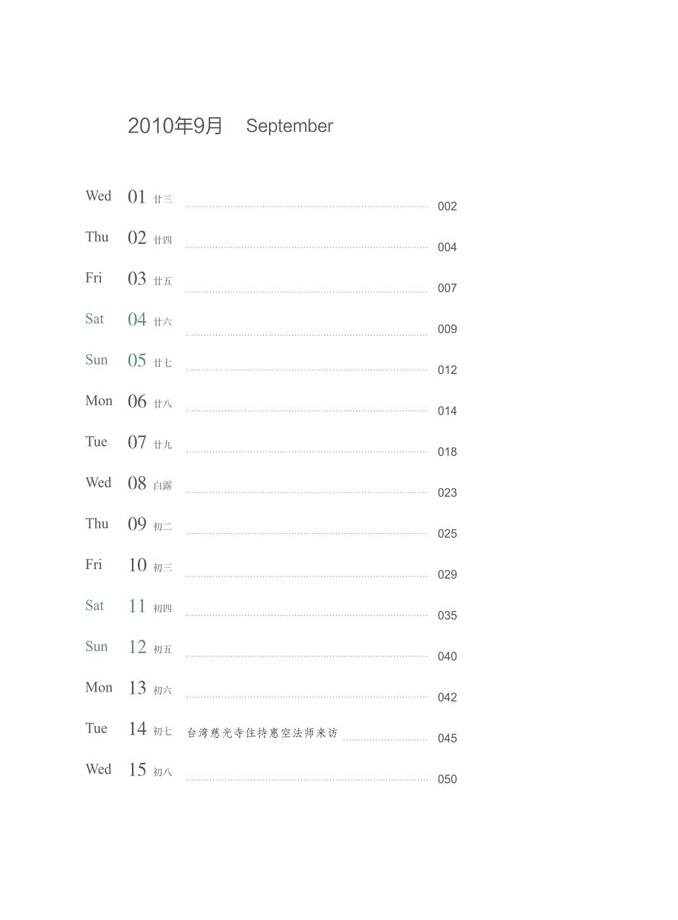 2010年9月 September
Wed 01 廿三 002
Thu 02 廿四 004
Fri 03 廿五 007
Sat 04 廿六 009
Sun 05 廿七 012
Mon 06 廿八 014
Tue 07 廿九 018
Wed 08 白露 023
Thu 09 初二 025
Fri 10 初三 029
Sat 11 初四 035
Sun 12 初五 040
Mon 13 初六 042
Tue 14 初七 台湾慈光寺住持惠空法师来访 045
Wed 15 初八 050